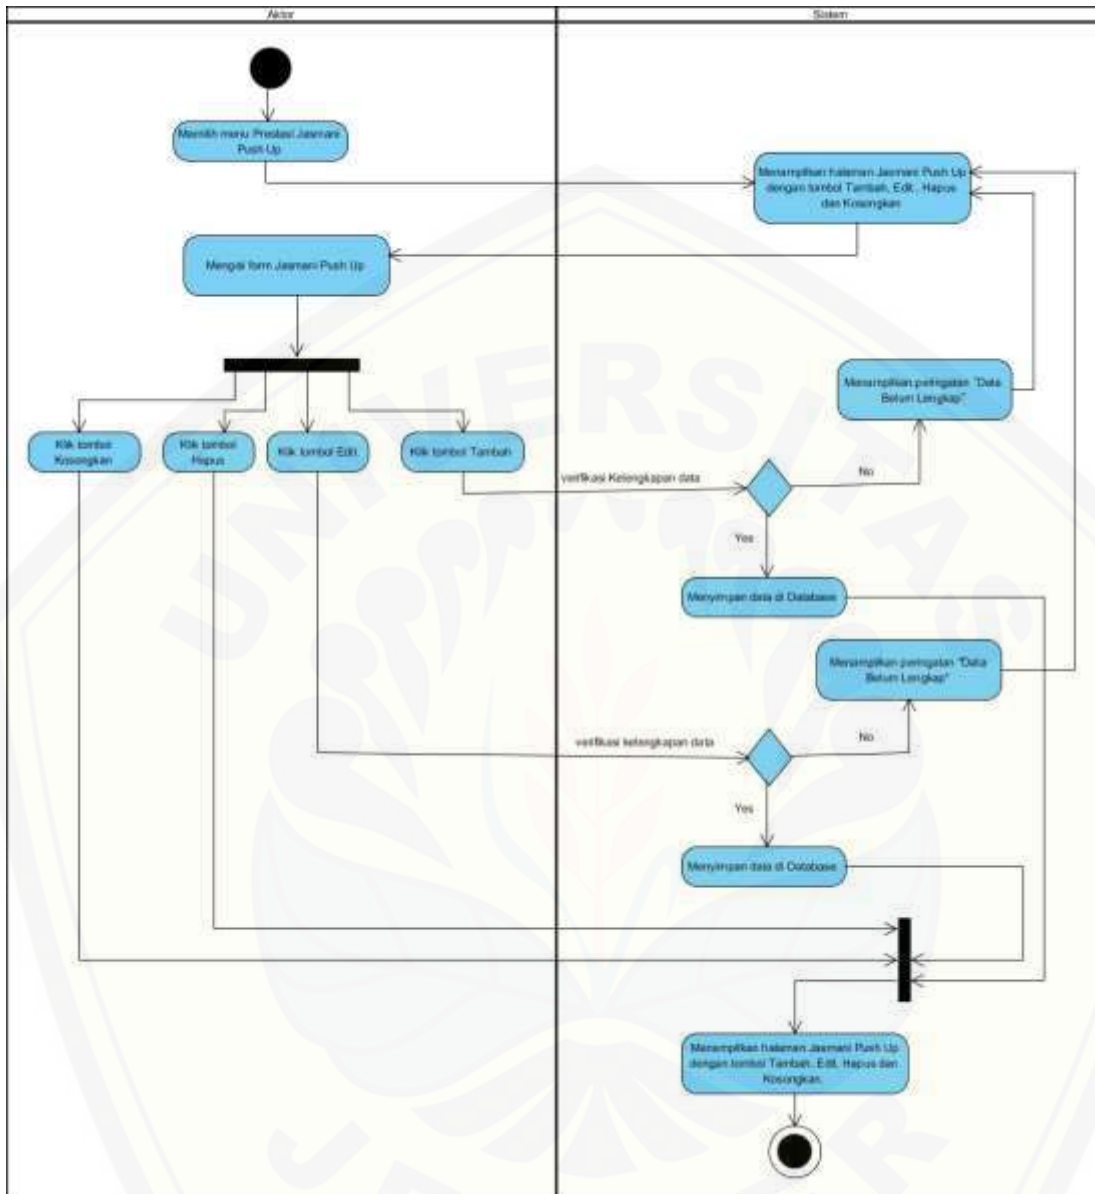 Aktor
Sistem
Memilih menu Prestasi Jasmani
Push Up
Menampilkan halaman Jasmani Push Up
dengan tombol Tambah, Edit , Hapus
dan Kosongkan
Mengisi form Jasmani Push Up
Menampilkan peringatan "Data
Belum Lengkap"
Klik tombol
Kosongkan
Klik tombol
Hapus
Klik tombol Edit
Klik tombol Tambah
verifikasi Kelengkapan data
No
Yes
Menyimpan data di Database
Menampilkan peringatan "Data
Belum Lengkap"
verifikasi kelengkapan data
No
Yes
Menyimpan data di Database
Menampilkan halaman Jasmani Push Up
dengan tombol Tambah, Edit, Hapus dan
Kosongkan.
UNIVERSITAS